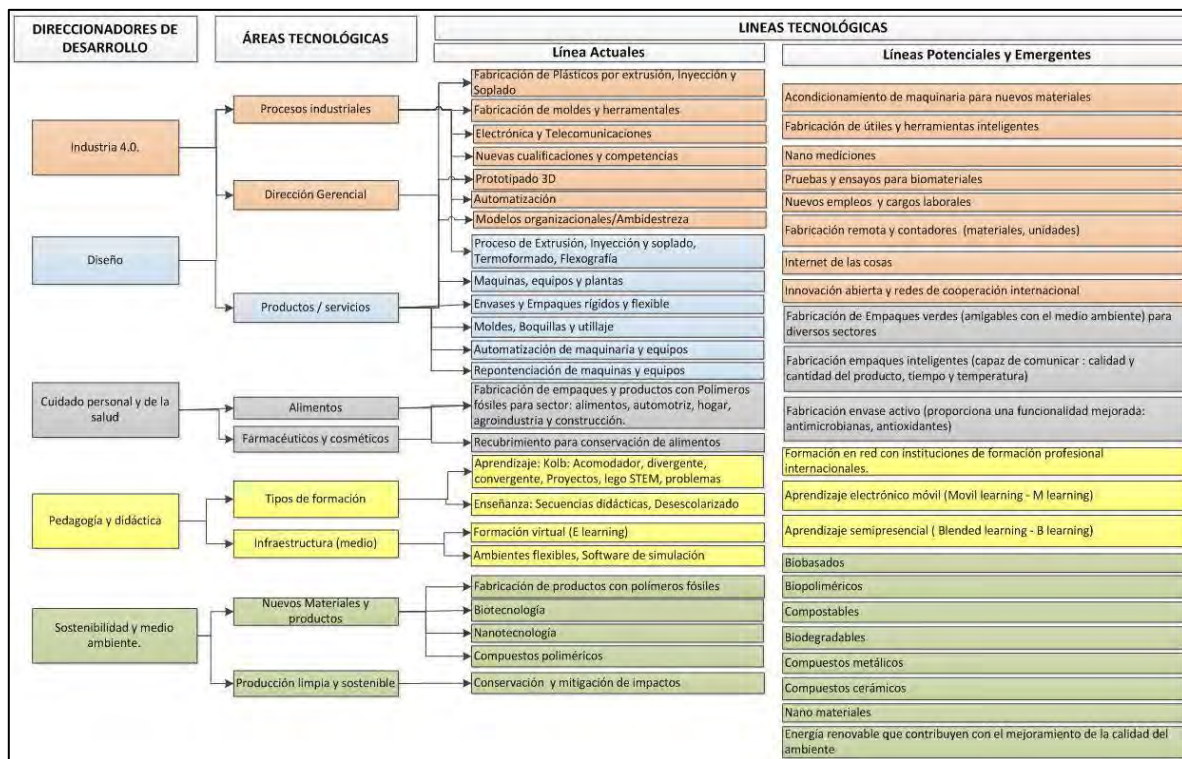 DIRECCIONADORES DE
DESARROLLO
ÁREAS TECNOLÓGICAS
LINEAS TECNOLÓGICAS
Línea Actuales
Líneas Potenciales y Emergentes
Industria 4.0.
Diseño
Cuidado personal y de la
salud
Pedagogía y didáctica
Sostenibilidad y medio
ambiente.
Procesos industriales
Dirección Gerencial
Productos / servicios
Alimentos
Farmacéuticos y cosméticos
Tipos de formación
Infraestructura (medio)
Nuevos Materiales y
productos
Producción limpia y sostenible
Fabricación de Plásticos por extrusión, Inyección y
Soplado
Fabricación de moldes y herramentales
Electrónica y Telecomunicaciones
Nuevas cualificaciones y competencias
Prototipado 3D
Automatización
Modelos organizacionales/Ambidestreza
Proceso de Extrusión, Inyección y soplado,
Termoformado, Flexografía
Maquinas, equipos y plantas
Envases y Empaques rígidos y flexible
Moldes, Boquillas y utillaje
Automatización de maquinaria y equipos
Repontenciación de maquinas y equipos
Fabricación de empaques y productos con Polímeros
fósiles para sector: alimentos, automotriz, hogar,
agroindustria y construcción.
Recubrimiento para conservación de alimentos
Aprendizaje: Kolb: Acomodador, divergente,
convergente, Proyectos, lego STEM, problemas
Enseñanza: Secuencias didácticas, Desescolarizado
Formación virtual (E learning)
Ambientes flexibles, Software de simulación
Fabricación de productos con polímeros fósiles
Biotecnología
Nanotecnología
Compuestos poliméricos
Conservación y mitigación de impactos
Acondicionamiento de maquinaria para nuevos materiales
Fabricación de útiles y herramientas inteligentes
Nano mediciones
Pruebas y ensayos para biomateriales
Nuevos empleos y cargos laborales
Fabricación remota y contadores (materiales, unidades)
Internet de las cosas
Innovación abierta y redes de cooperación internacional
Fabricación de Empaques verdes (amigables con el medio ambiente) para
diversos sectores
Fabricación empaques inteligentes (capaz de comunicar : calidad y
cantidad del producto, tiempo y temperatura)
Fabricación envase activo (proporciona una funcionalidad mejorada:
antimicrobianas, antioxidantes)
Formación en red con instituciones de formación profesional
internacionales.
Aprendizaje electrónico móvil (Movil learning - M learning)
Aprendizaje semipresencial ( Blended learning - B learning)
Biobasados
Biopoliméricos
Compostables
Biodegradables
Compuestos metálicos
Compuestos cerámicos
Nano materiales
Energía renovable que contribuyen con el mejoramiento de la calidad del
ambiente